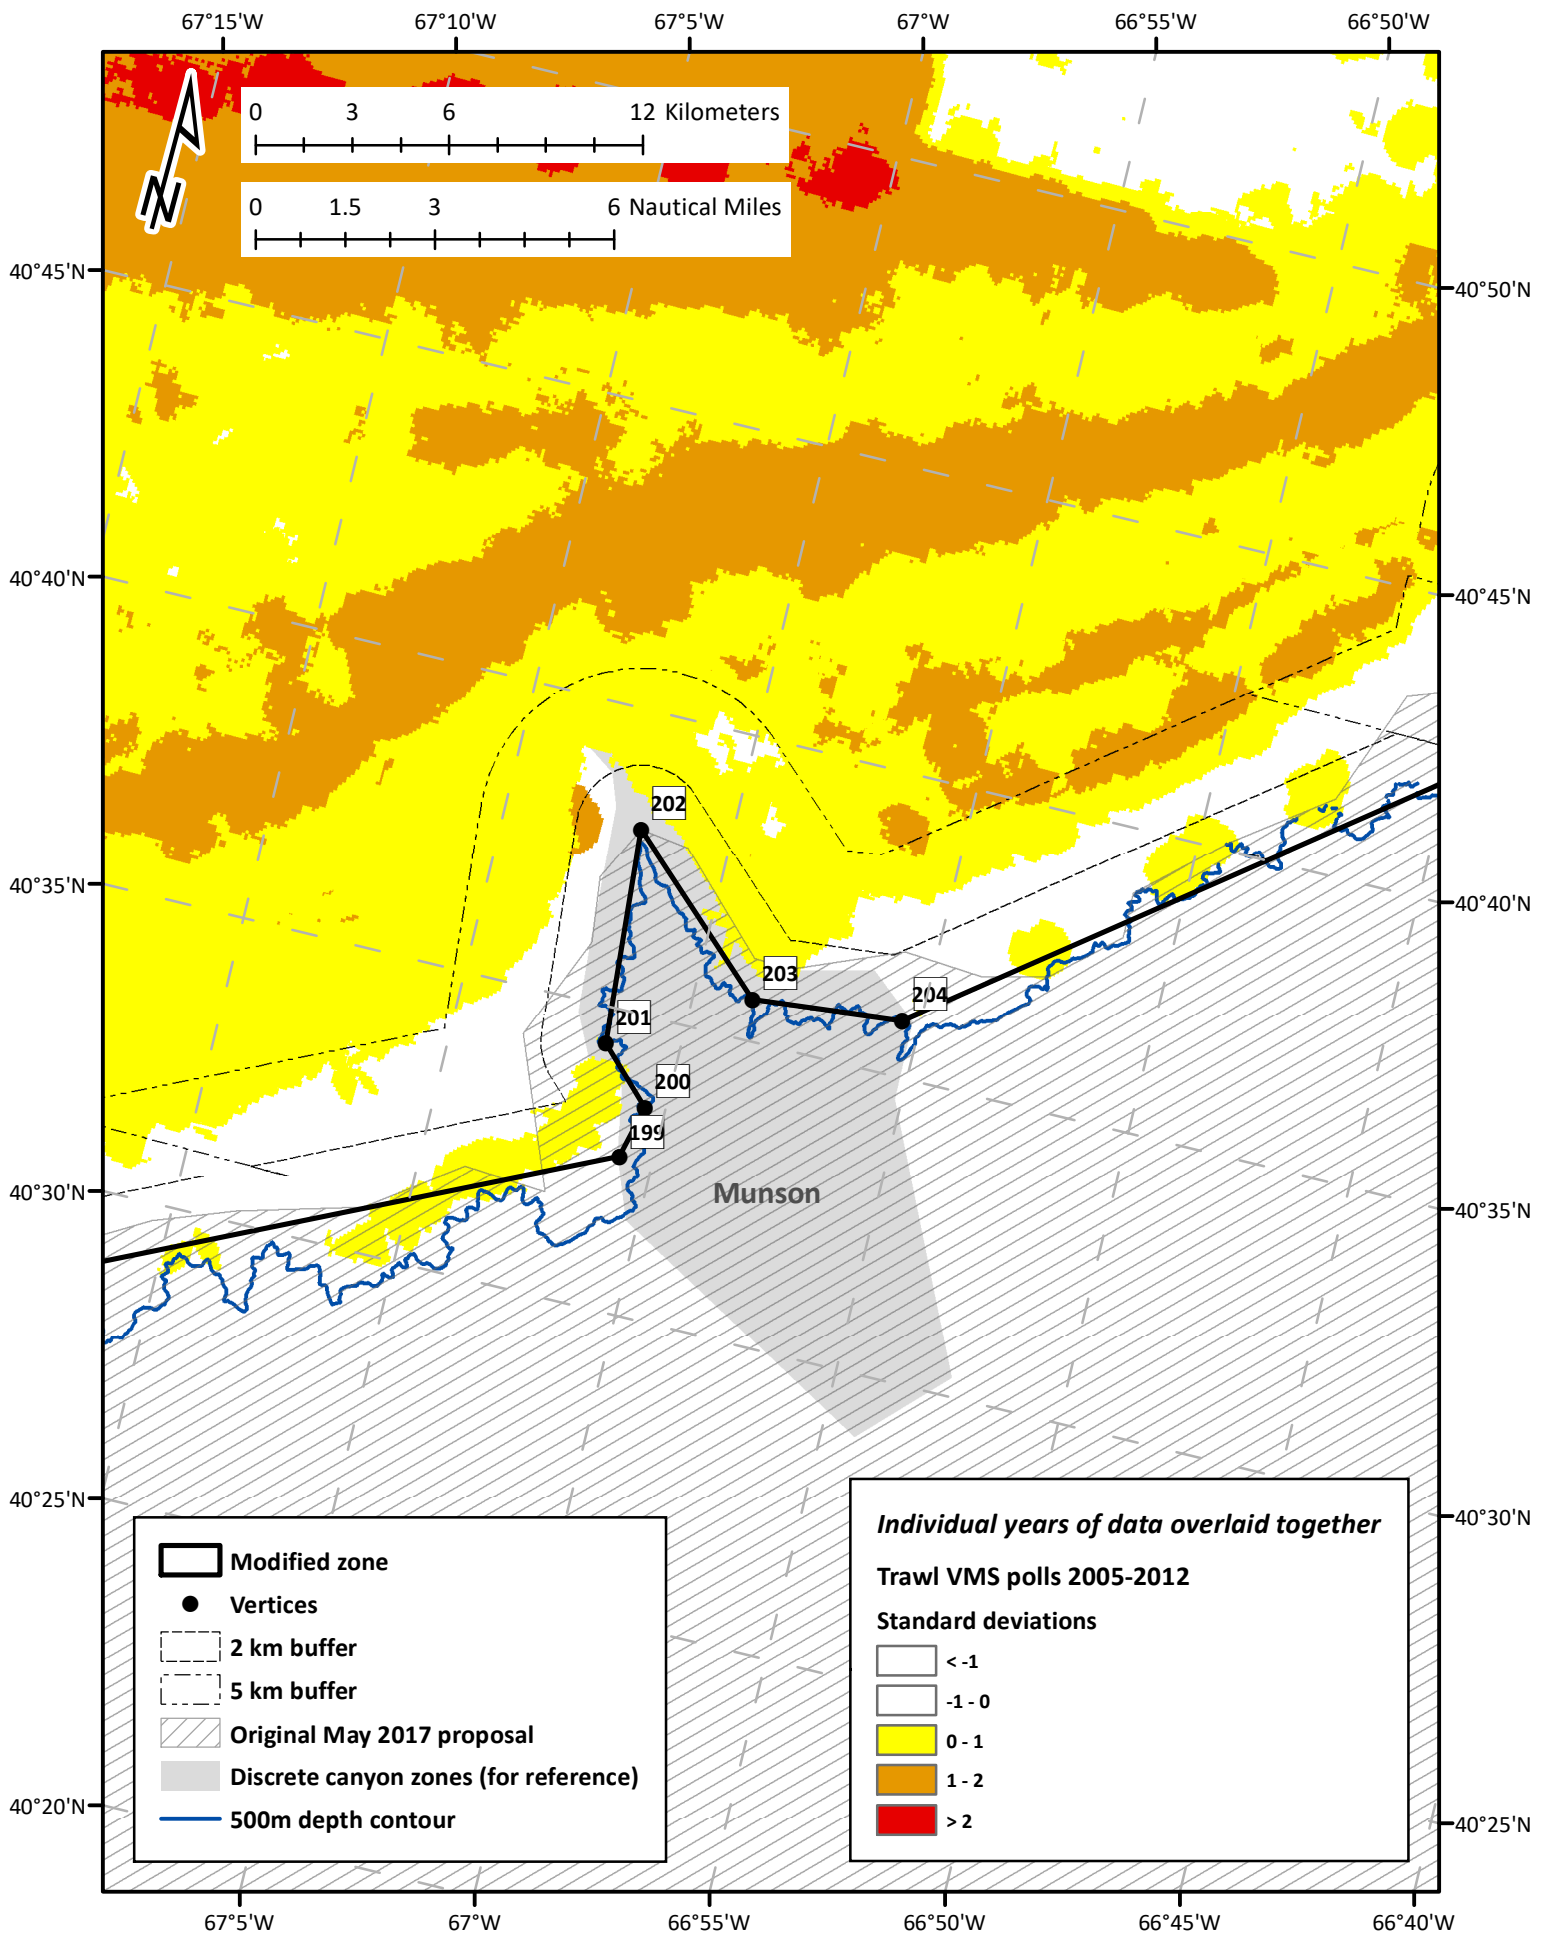 67°15'W 67°10'W 67°5'W 67°0'W 66°55'W 66°50'W
0 3 6 12 Kilometers
0 1.5 3 6 Nautical Miles
N
40°45'N
40°50'N
40°40'N
40°45'N
202
40°35'N
40°40'N
203
204
201
200
199
40°30'N
Munson
40°35'N
40°25'N
40°30'N
Modified zone
Vertices
2 km buffer
5 km buffer
Original May 2017 proposal
Discrete canyon zones (for reference)
500m depth contour
Individual years of data overlaid together
Trawl VMS polls 2005-2012
Standard deviations
< -1
-1 - 0
0 - 1
1 - 2
> 2
40°20'N
40°25'N
67°5'W 67°0'W 66°55'W 66°50'W 66°45'W 66°40'W